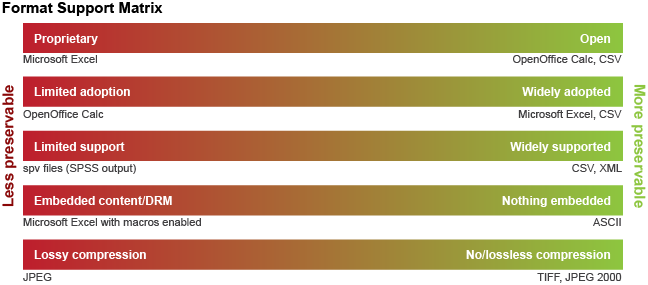 Format Support Matrix
Less preservable
More preservable
Proprietary Open
Microsoft Excel OpenOffice Calc, CSV
Limited adoption Widely adopted
OpenOffice Calc Microsoft Excel, CSV
Limited support Widely supported
spv files (SPSS output) CSV, XML
Embedded content/DRM Nothing embedded
Microsoft Excel with macros enabled ASCII
Lossy compression No/lossless compression
JPEG TIFF, JPEG 2000